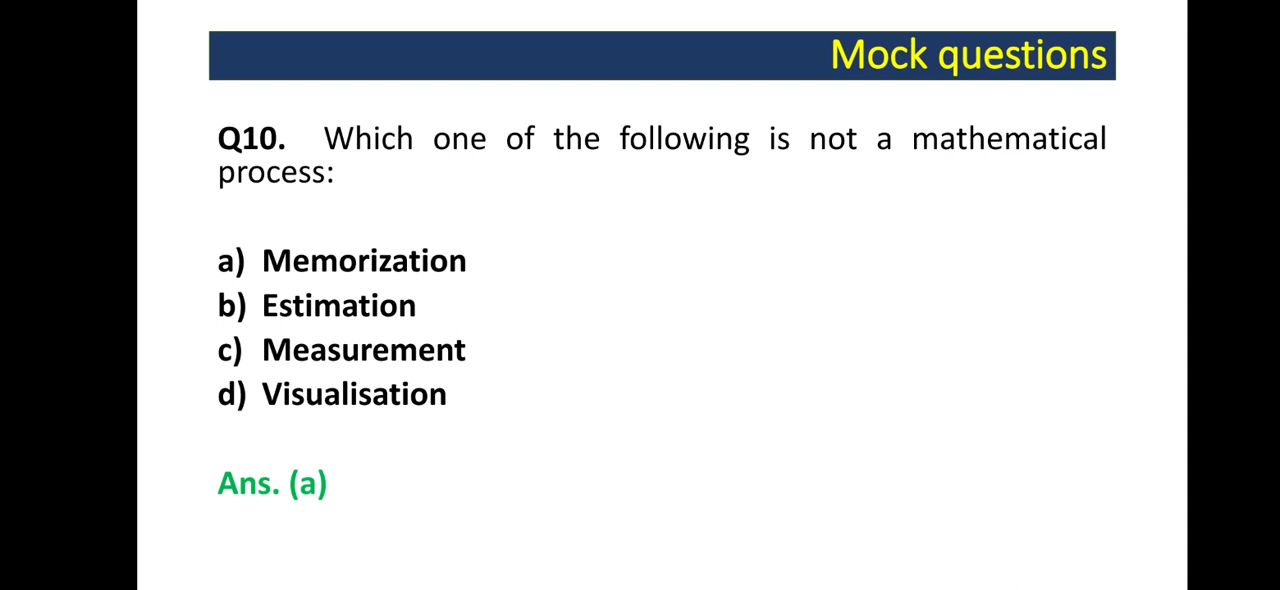 Mock questions
Q10. Which one of the following is not a mathematical
process:
a) Memorization
b) Estimation
c) Measurement
d) Visualisation
Ans. (a)